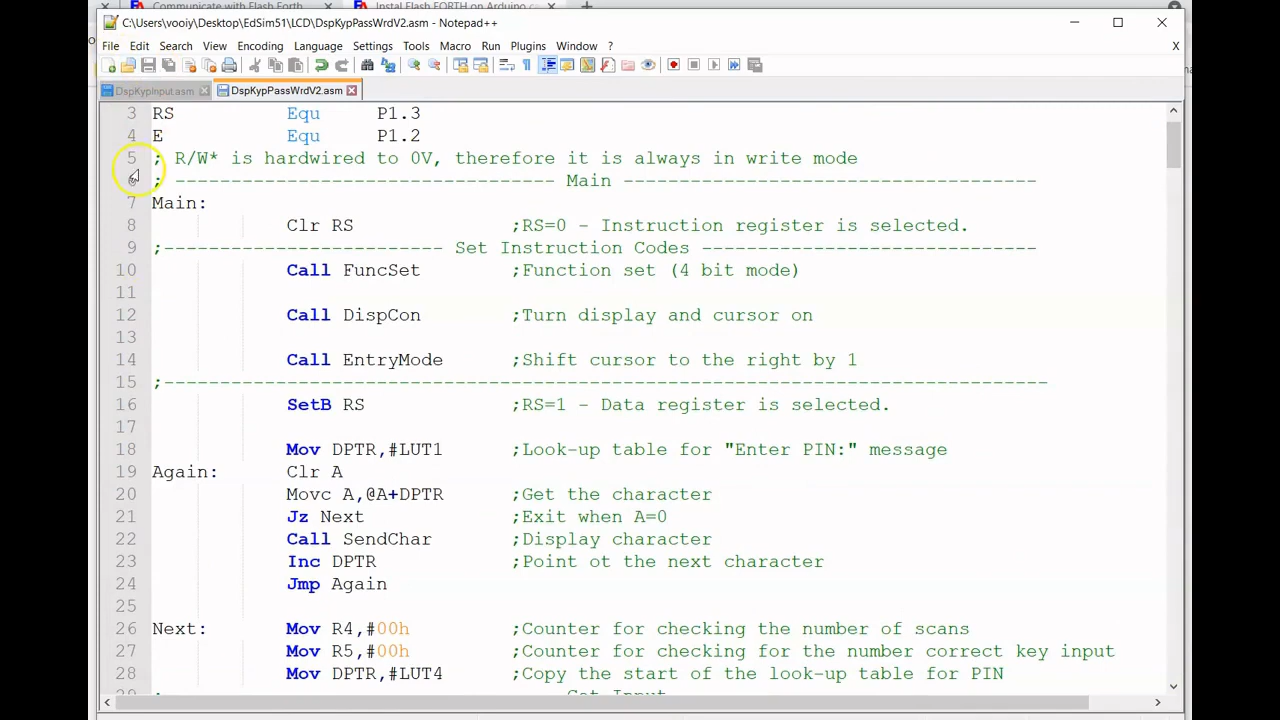 Communicate with Flash Forth
Instal Flash FORTH on Arduino
C:\Users\vooiy\Desktop\EdSim51\LCD\DspKypPassWrdV2.asm - Notepad++
File Edit Search View Encoding Language Settings Tools Macro Run Plugins Window ? X
DspKypInput.asm DspKypPassWrdV2.asm
3 RS Equ P1.3
4 E Equ P1.2
5 ; R/W* is hardwired to 0V, therefore it is always in write mode
6 ; ---------------------------------- Main -------------------------------------
7 Main:
8 Clr RS ;RS=0 - Instruction register is selected.
9 ;------------------------- Set Instruction Codes ------------------------------
10 Call FuncSet ;Function set (4 bit mode)
11
12 Call DispCon ;Turn display and cursor on
13
14 Call EntryMode ;Shift cursor to the right by 1
15 ;-------------------------------------------------------------------------------
16 SetB RS ;RS=1 - Data register is selected.
17
18 Mov DPTR,#LUT1 ;Look-up table for "Enter PIN:" message
19 Again: Clr A
20 Movc A,@A+DPTR ;Get the character
21 Jz Next ;Exit when A=0
22 Call SendChar ;Display character
23 Inc DPTR ;Point ot the next character
24 Jmp Again
25
26 Next: Mov R4,#00h ;Counter for checking the number of scans
27 Mov R5,#00h ;Counter for checking for the number correct key input
28 Mov DPTR,#LUT4 ;Copy the start of the look-up table for PIN